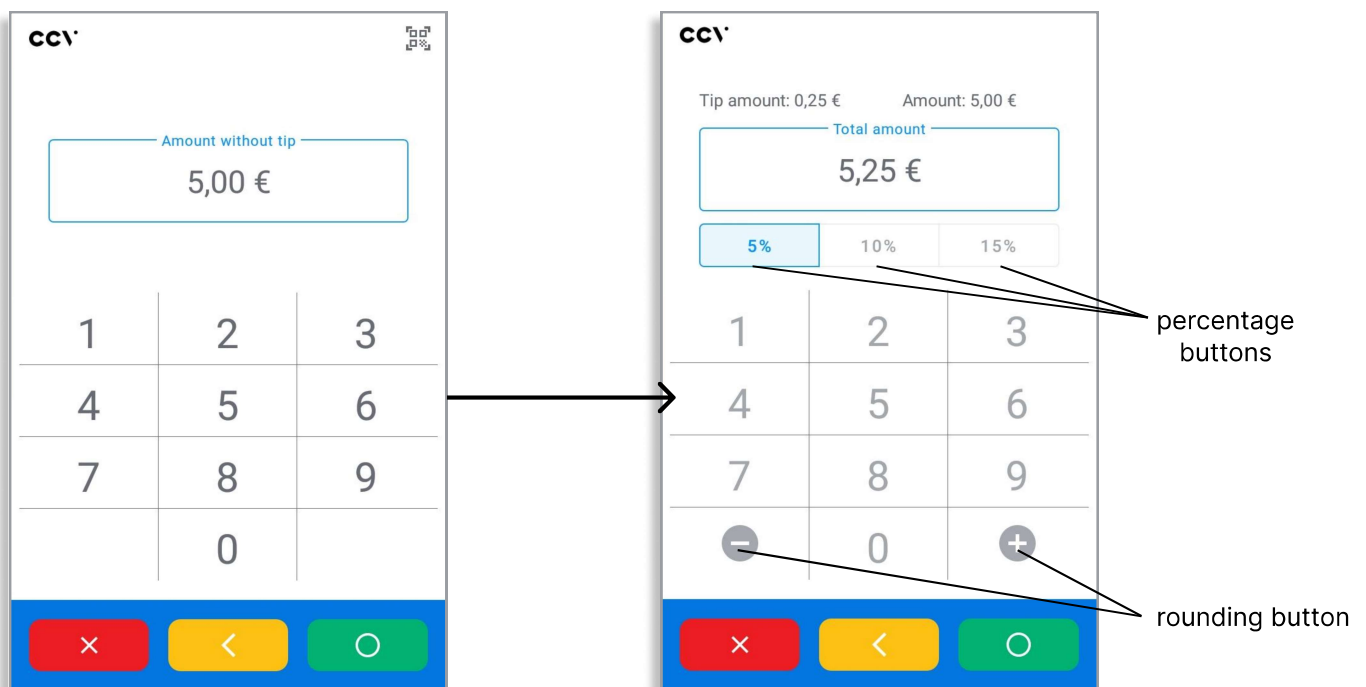 CCV
Amount without tip
5,00 €
1 2 3
4 5 6
7 8 9
0
CCV
Tip amount: 0,25 € Amount: 5,00 €
Total amount
5,25 €
5% 10% 15%
1 2 3
4 5 6
7 8 9
− 0 +
percentage
buttons
rounding button